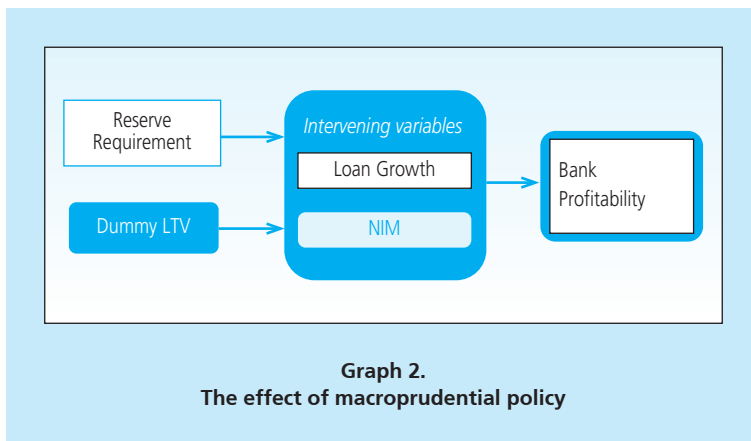 Reserve
Requirement
Dummy LTV
Intervening variables
Loan Growth
NIM
Bank
Profitability
Graph 2.
The effect of macroprudential policy